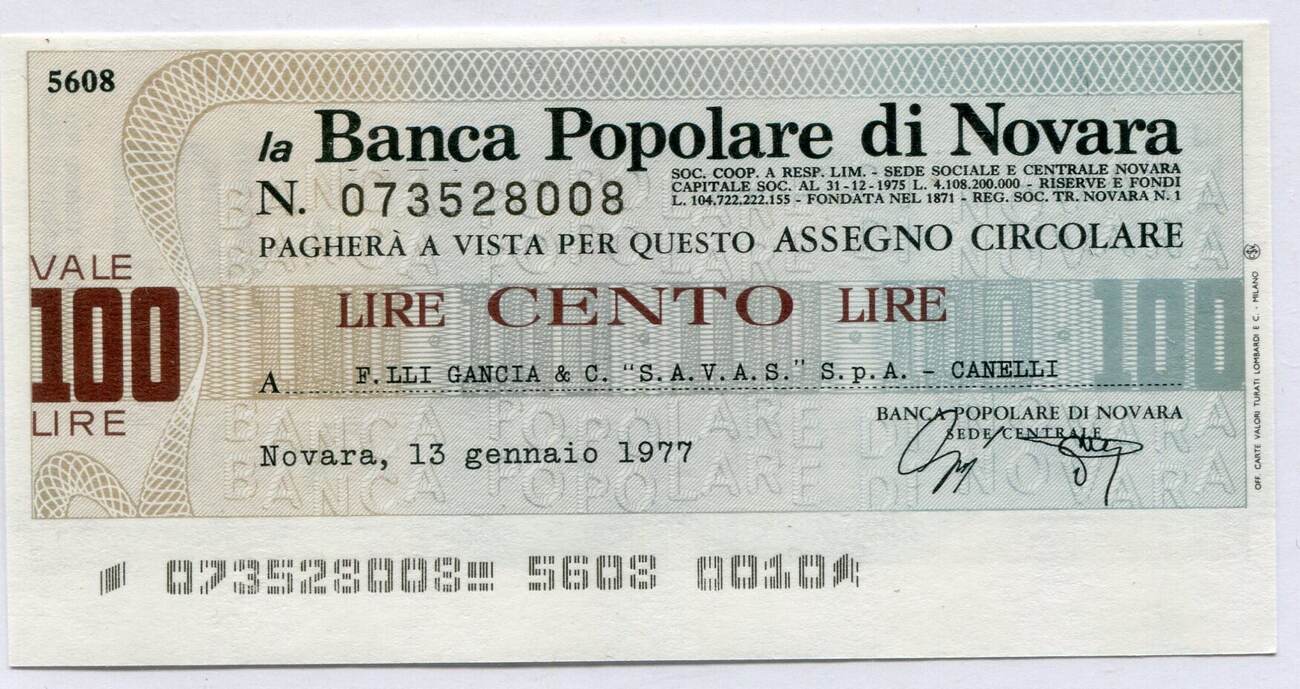 5608
la Banca Popolare di Novara
SOC. COOP. A RESP. LIM. - SEDE SOCIALE E CENTRALE NOVARA
CAPITALE SOC. AL 31-12-1975 L. 4.108.200.000 - RISERVE E FONDI
L. 104.722.222.155 - FONDATA NEL 1871 - REG. SOC. TR. NOVARA N. 1
N. 073528008
PAGHERÀ A VISTA PER QUESTO ASSEGNO CIRCOLARE
VALE
100
LIRE
LIRE CENTO LIRE
100
A F.LLI GANCIA & C. "S.A.V.A.S." S.p.A. - CANELLI
BANCA POPOLARE DI NOVARA
SEDE CENTRALE
Novara, 13 gennaio 1977
OFF. CARTE VALORI TURATI LOMBARDI E C. - MILANO
073528008 5608 0010